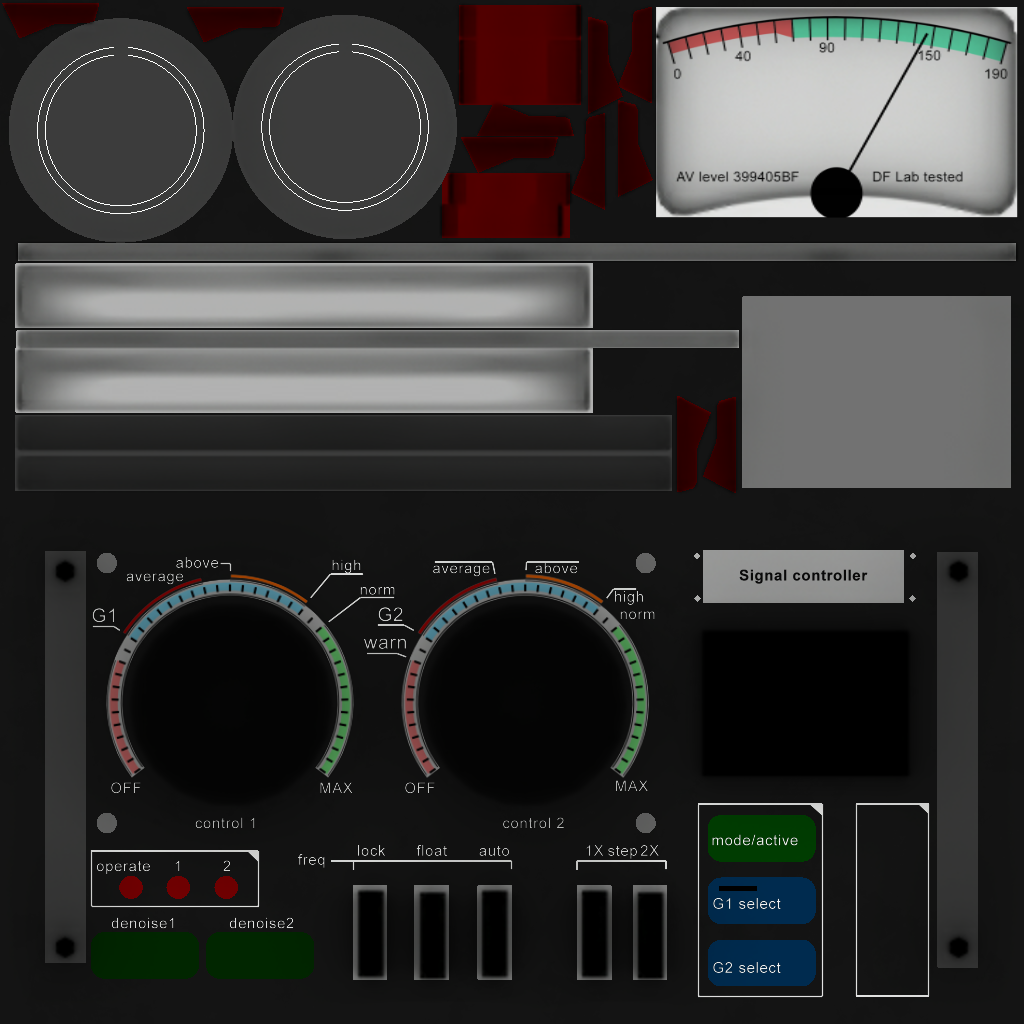 0 40 90 150 190
AV level 399405BF DF Lab tested
above
average
high
norm
G1
OFF MAX
control 1
average above
high
norm
G2
warn
OFF MAX
control 2
Signal controller
operate 1 2
denoise1 denoise2
freq lock float auto
1X step 2X
mode/active
G1 select
G2 select